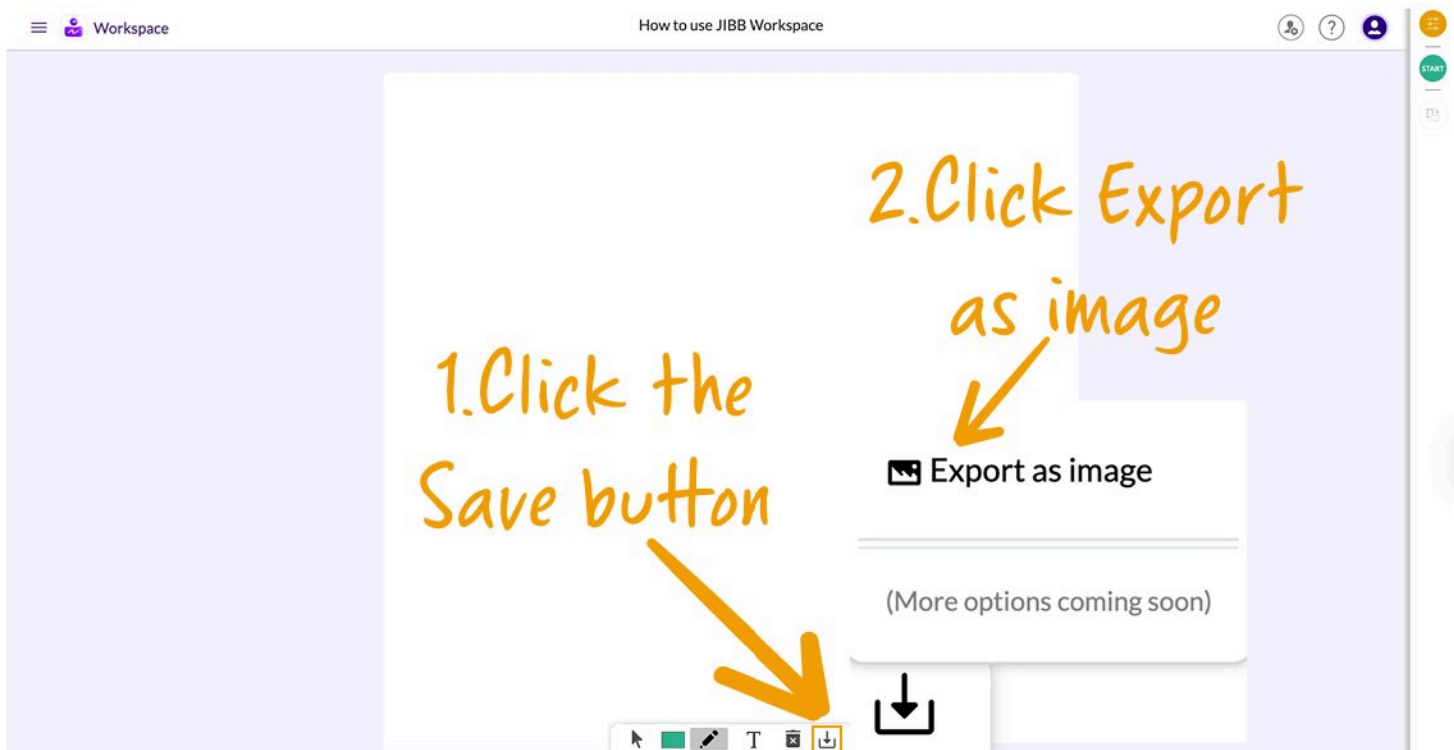 Workspace
How to use JIBB Workspace
?
START
2.Click Export
as image
1.Click the
Save button
Export as image
(More options coming soon)
T